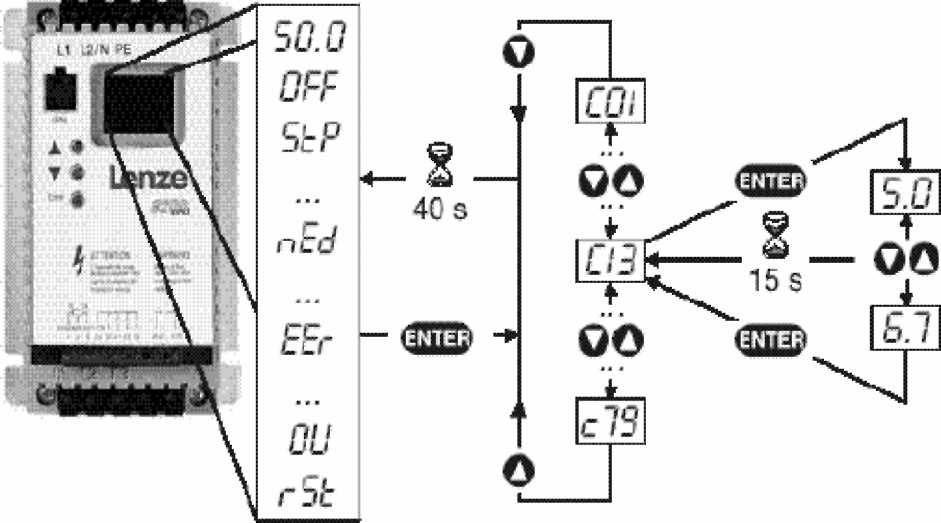 L1 L2/N PE
Lenze
ATTENTION
50.0
OFF
StP
...
nEd
...
EEr
...
OU
rSt
40 s
ENTER
C01
...
...
C13
...
...
c79
ENTER
15 s
ENTER
5.0
6.7